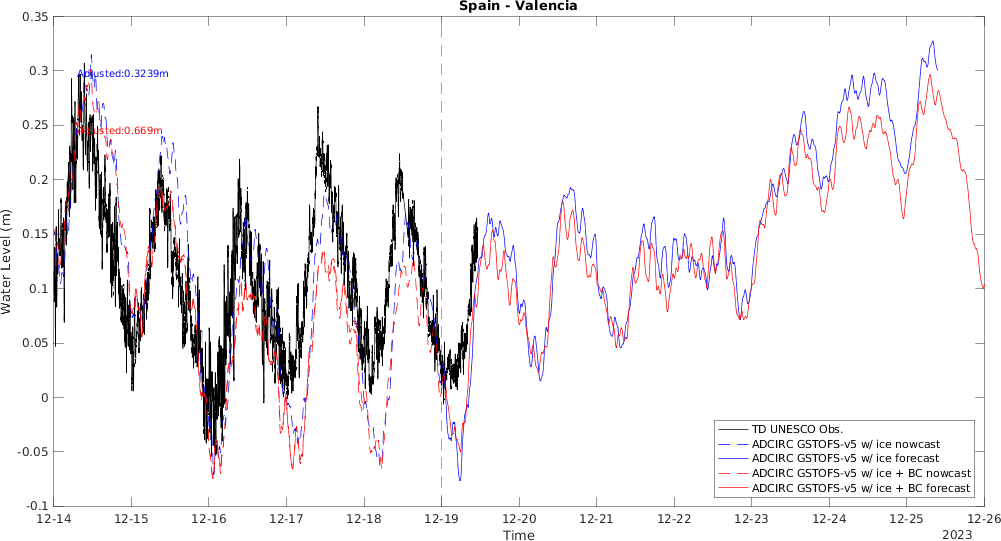 Spain - Valencia
0.35
0.3
0.25
0.2
0.15
0.1
0.05
0
-0.05
-0.1
Water Level (m)
Adjusted:0.3239m
Adjusted:0.669m
TD UNESCO Obs.
ADCIRC GSTOFS-v5 w/ ice nowcast
ADCIRC GSTOFS-v5 w/ ice forecast
ADCIRC GSTOFS-v5 w/ ice + BC nowcast
ADCIRC GSTOFS-v5 w/ ice + BC forecast
12-14 12-15 12-16 12-17 12-18 12-19 12-20 12-21 12-22 12-23 12-24 12-25 12-26
Time
2023